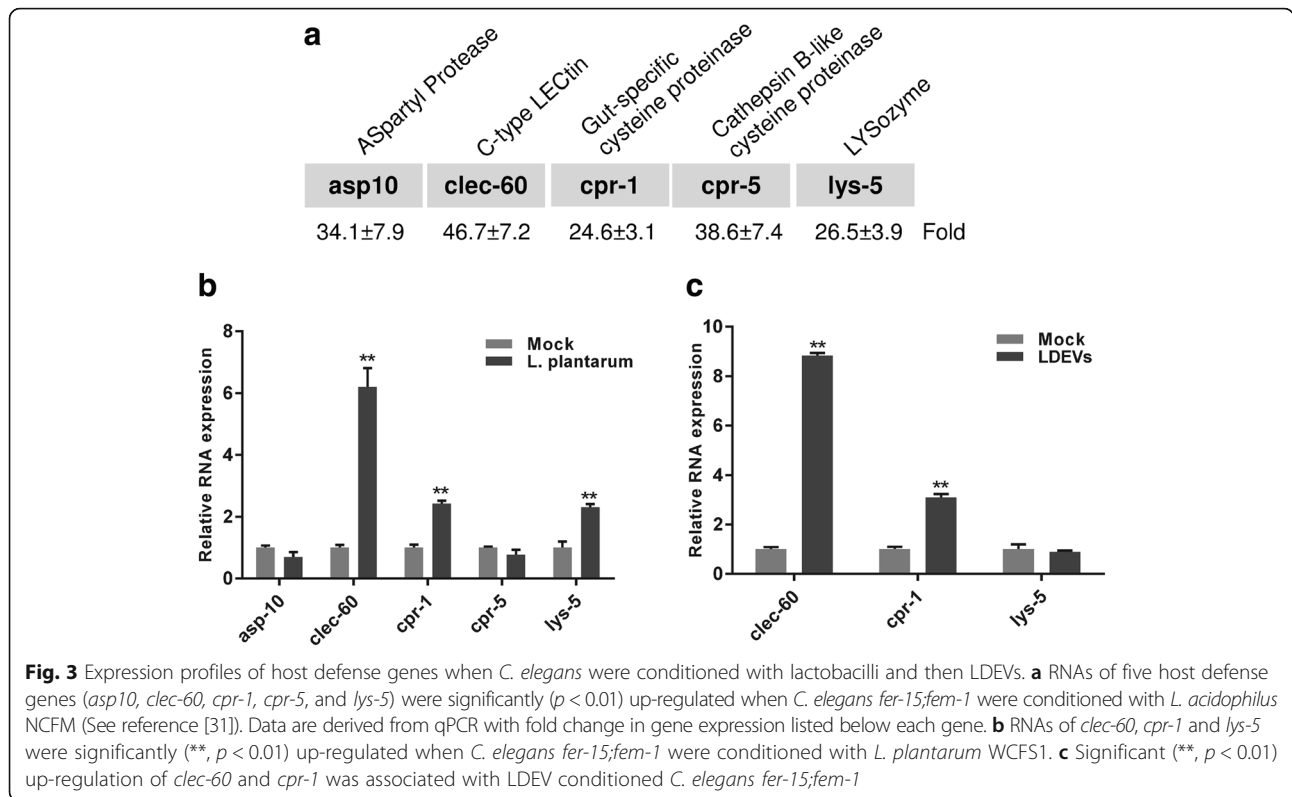 a
ASpartyl Protease
C-type LECtin
Gut-specific
cysteine proteinase
Cathepsin B-like
cysteine proteinase
LYSozyme
asp10 clec-60 cpr-1 cpr-5 lys-5
34.1±7.9 46.7±7.2 24.6±3.1 38.6±7.4 26.5±3.9 Fold
b
Relative RNA expression
8
6
4
2
0
Mock
L. plantarum
**
**
**
asp-10
clec-60
cpr-1
cpr-5
lys-5
c
Relative RNA expression
10
8
6
4
2
0
Mock
LDEVs
**
**
clec-60
cpr-1
lys-5
Fig. 3 Expression profiles of host defense genes when C. elegans were conditioned with lactobacilli and then LDEVs. a RNAs of five host defense
genes (asp10, clec-60, cpr-1, cpr-5, and lys-5) were significantly (p < 0.01) up-regulated when C. elegans fer-15;fem-1 were conditioned with L. acidophilus
NCFM (See reference [31]). Data are derived from qPCR with fold change in gene expression listed below each gene. b RNAs of clec-60, cpr-1 and lys-5
were significantly (**, p < 0.01) up-regulated when C. elegans fer-15;fem-1 were conditioned with L. plantarum WCFS1. c Significant (**, p < 0.01)
up-regulation of clec-60 and cpr-1 was associated with LDEV conditioned C. elegans fer-15;fem-1